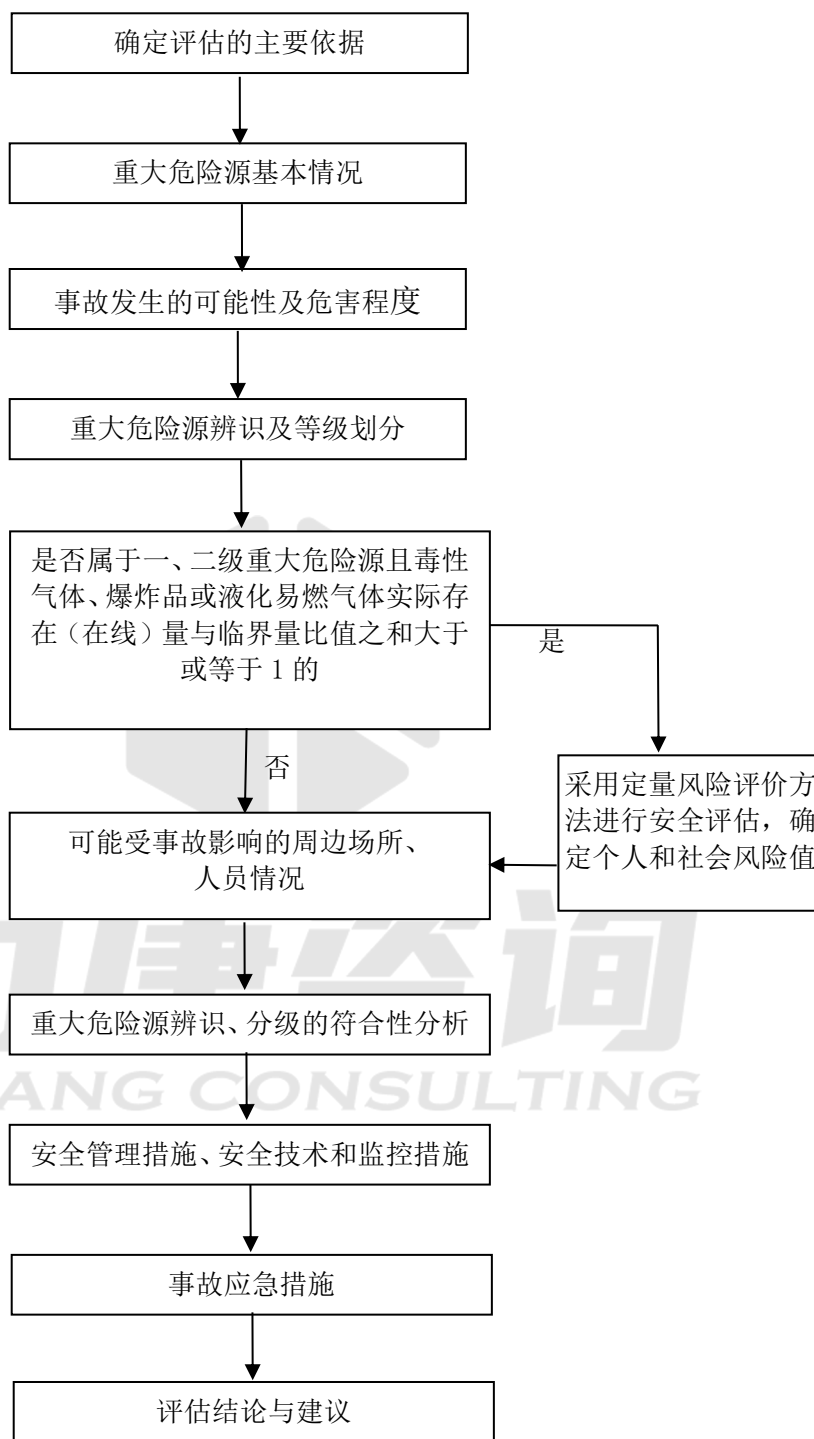 确定评估的主要依据
重大危险源基本情况
事故发生的可能性及危害程度
重大危险源辨识及等级划分
是否属于一、二级重大危险源且毒性
气体、爆炸品或液化易燃气体实际存
在（在线）量与临界量比值之和大于
或等于 1 的
是
否
采用定量风险评价方
法进行安全评估，确
定个人和社会风险值
可能受事故影响的周边场所、
人员情况
重大危险源辨识、分级的符合性分析
安全管理措施、安全技术和监控措施
事故应急措施
评估结论与建议
康咨询
ANG CONSULTING